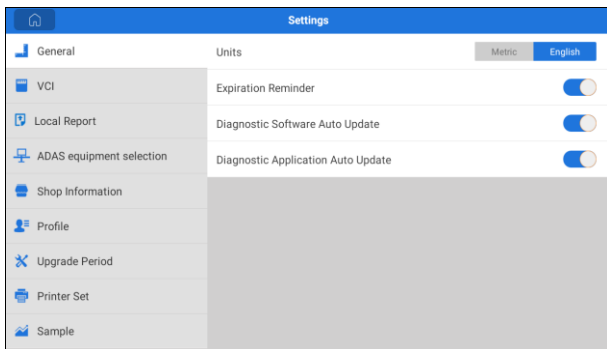 Settings
General
Units
Metric
English
VCI
Expiration Reminder
Local Report
Diagnostic Software Auto Update
ADAS equipment selection
Diagnostic Application Auto Update
Shop Information
Profile
Upgrade Period
Printer Set
Sample